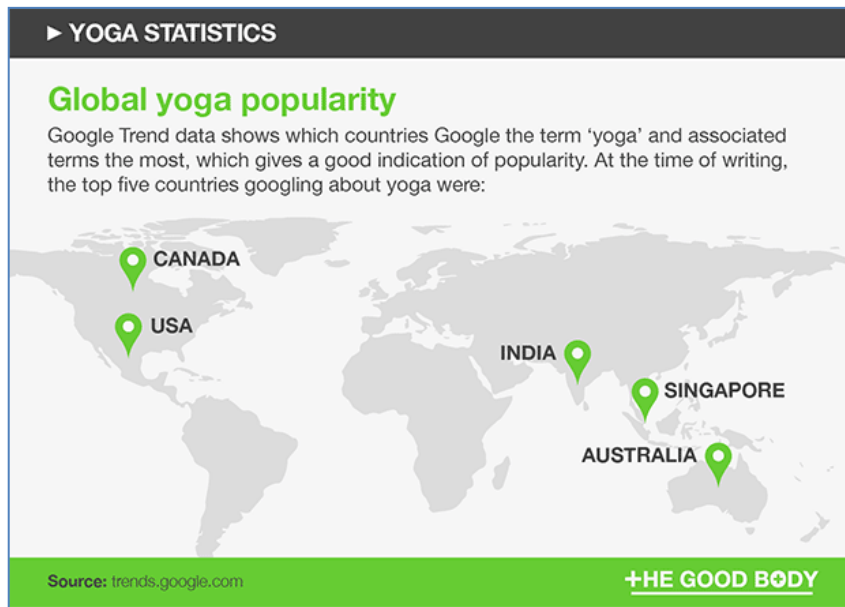 ► YOGA STATISTICS
Global yoga popularity
Google Trend data shows which countries Google the term ‘yoga’ and associated
terms the most, which gives a good indication of popularity. At the time of writing,
the top five countries googling about yoga were:
CANADA
USA
INDIA
SINGAPORE
AUSTRALIA
Source: trends.google.com
THE GOOD BODY